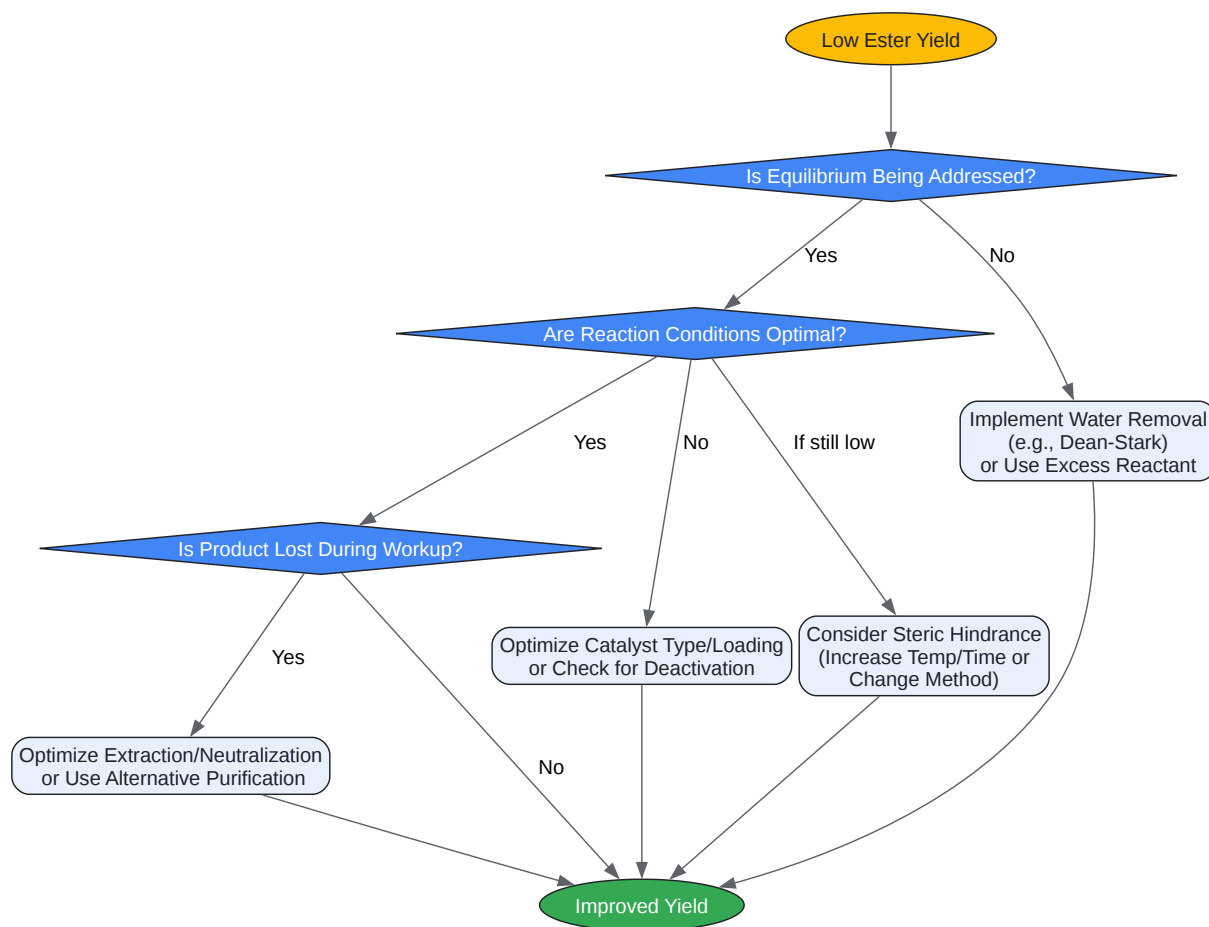 Low Ester Yield
Is Equilibrium Being Addressed?
Yes
No
Are Reaction Conditions Optimal?
Implement Water Removal
(e.g., Dean-Stark)
or Use Excess Reactant
Yes
No
If still low
Is Product Lost During Workup?
Optimize Catalyst Type/Loading
or Check for Deactivation
Consider Steric Hindrance
(Increase Temp/Time or
Change Method)
Yes
No
Optimize Extraction/Neutralization
or Use Alternative Purification
Improved Yield